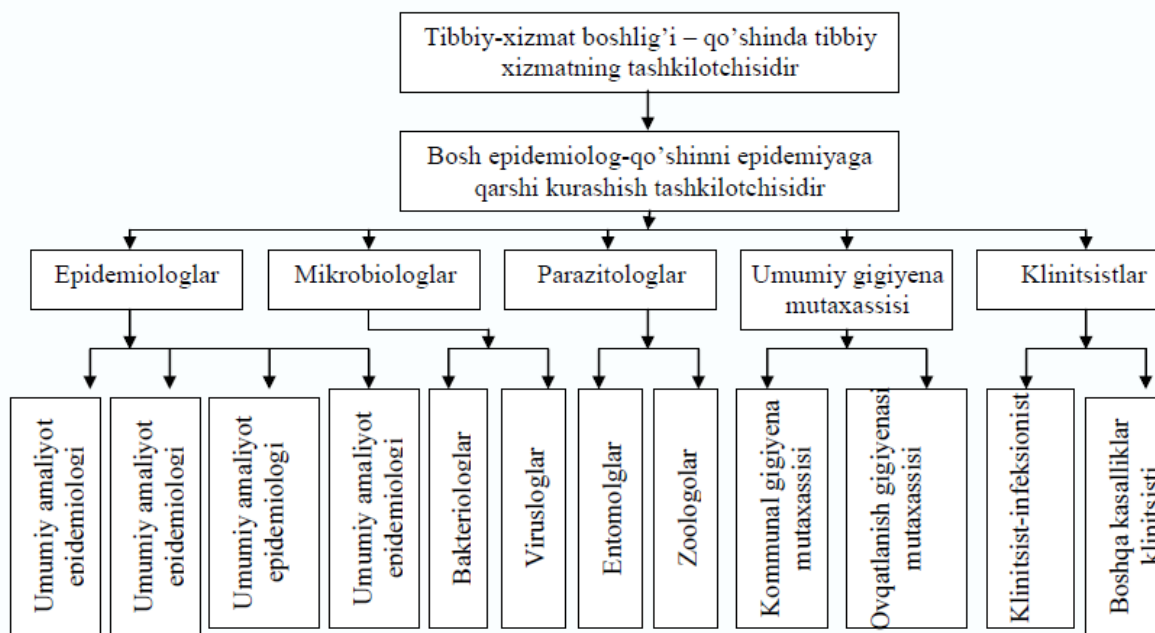 Tibbiy-xizmat boshlig'i – qo'shinda tibbiy
xizmatning tashkilotchisidir
Bosh epidemiolog-qo'shinni epidemiyaga
qarshi kurashish tashkilotchisidir
Epidemiologlar
Mikrobiologlar
Parazitologlar
Umumiy gigiyena
mutaxassisi
Klinitsistlar
Umumiy amaliyot
epidemiologi
Umumiy amaliyot
epidemiologi
Umumiy amaliyot
epidemiologi
Umumiy amaliyot
epidemiologi
Bakteriologlar
Virusloglar
Entomolglar
Zoologolar
Kommunal gigiyena
mutaxassisi
Ovqatlanish gigiyenasi
mutaxassisi
Klinitsist-infeksionist
Boshqa kasalliklar
klinitsisti